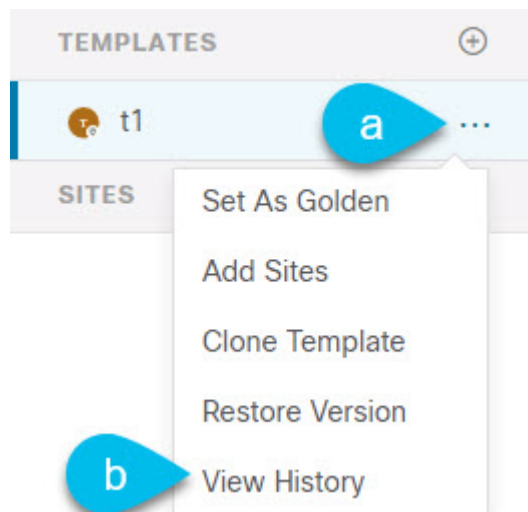 TEMPLATES
T t1 a ...
SITES
Set As Golden
Add Sites
Clone Template
Restore Version
b View History